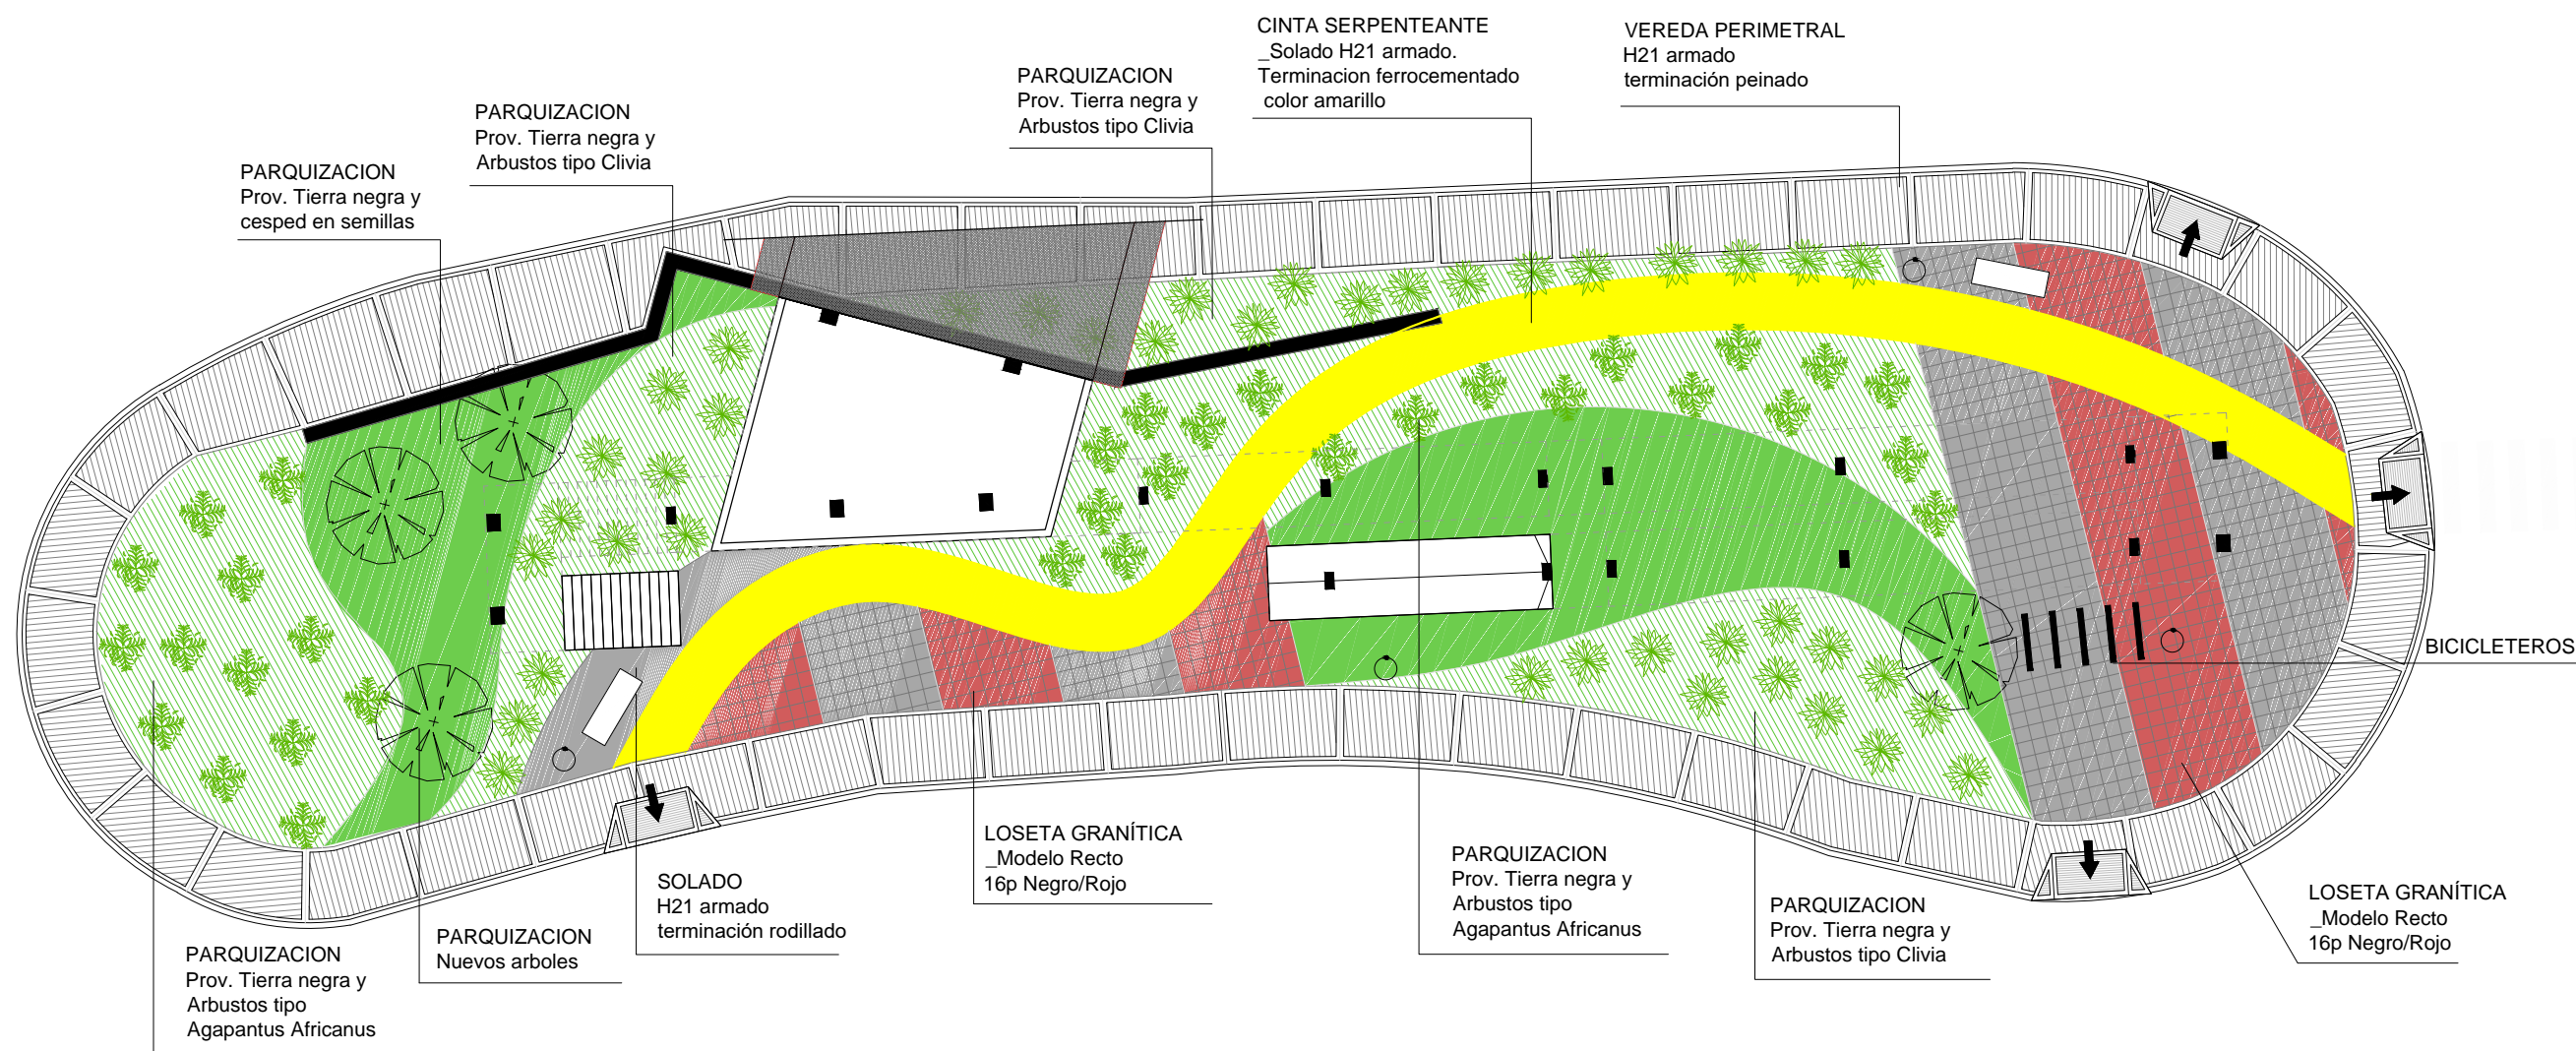 CINTA SERPENTEANTE
_Solado H21 armado.
Terminacion ferrocementado
color amarillo
VEREDA PERIMETRAL
H21 armado
terminación peinado
PARQUIZACION
Prov. Tierra negra y
Arbustos tipo Clivia
PARQUIZACION
Prov. Tierra negra y
Arbustos tipo Clivia
PARQUIZACION
Prov. Tierra negra y
cesped en semillas
BICICLETEROS
LOSETA GRANÍTICA
_Modelo Recto
16p Negro/Rojo
PARQUIZACION
Prov. Tierra negra y
Arbustos tipo
Agapantus Africanus
SOLADO
H21 armado
terminación rodillado
LOSETA GRANÍTICA
_Modelo Recto
16p Negro/Rojo
PARQUIZACION
Prov. Tierra negra y
Arbustos tipo Clivia
PARQUIZACION
Nuevos arboles
PARQUIZACION
Prov. Tierra negra y
Arbustos tipo
Agapantus Africanus